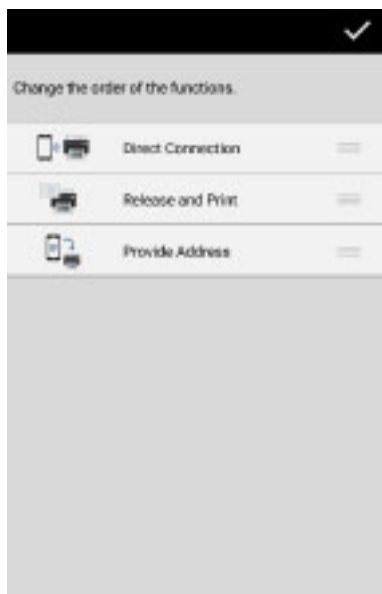 Change the order of the functions.
Direct Connection
Release and Print
Provide Address